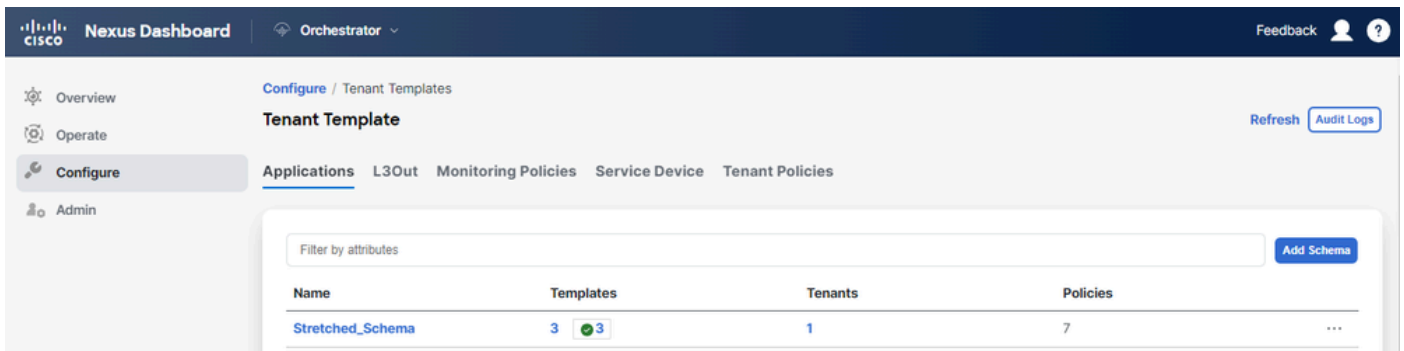 CISCO Nexus Dashboard Orchestrator Feedback ?
Overview
Operate
Configure
Admin
Configure / Tenant Templates
Tenant Template
Refresh Audit Logs
Applications L3Out Monitoring Policies Service Device Tenant Policies
Filter by attributes Add Schema
Name Templates Tenants Policies
Stretched_Schema 3 3 1 7 ...